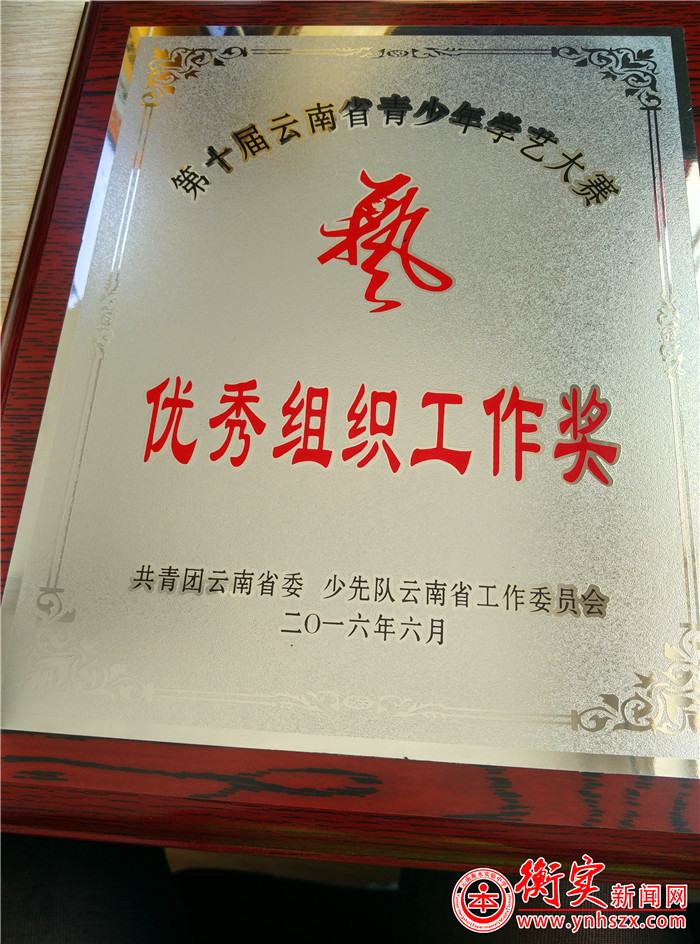 第十届云南省青少年学艺大赛
藝
优秀组织工作奖
共青团云南省委 少先队云南省工作委员会
二〇一六年六月
衡实新闻网
www.ynhszx.com